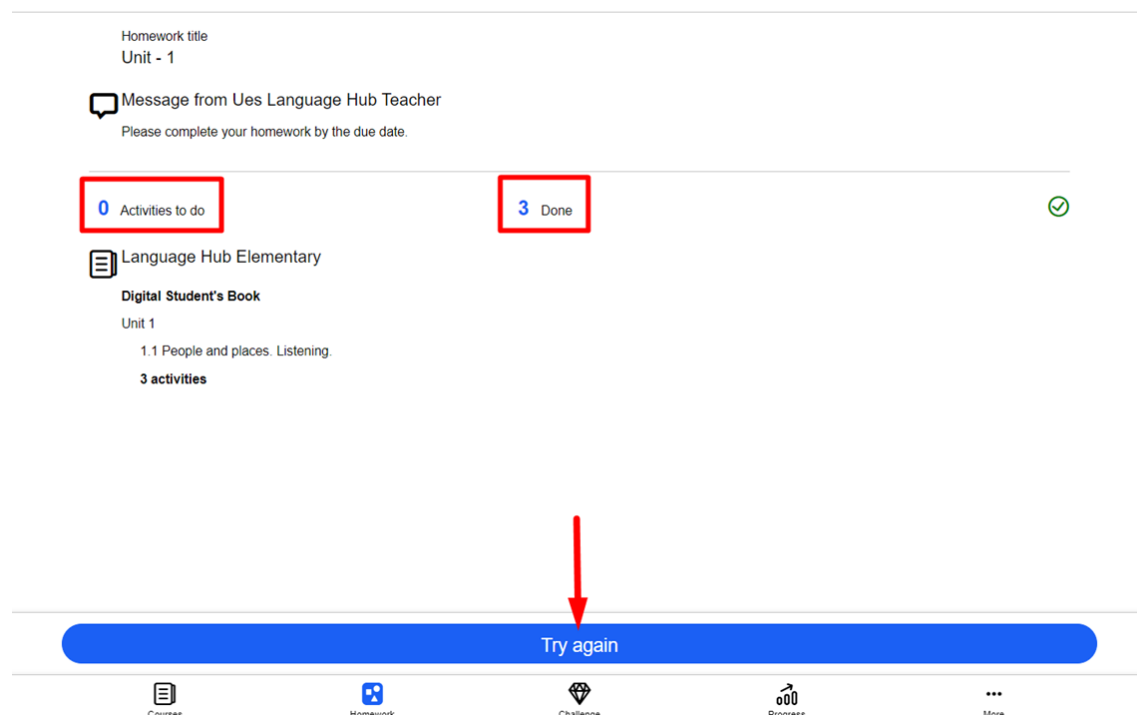 Homework title
Unit - 1
Message from Ues Language Hub Teacher
Please complete your homework by the due date.
0 Activities to do
3 Done
Language Hub Elementary
Digital Student's Book
Unit 1
1.1 People and places. Listening.
3 activities
Try again
Courses
Homework
Challenge
Progress
More